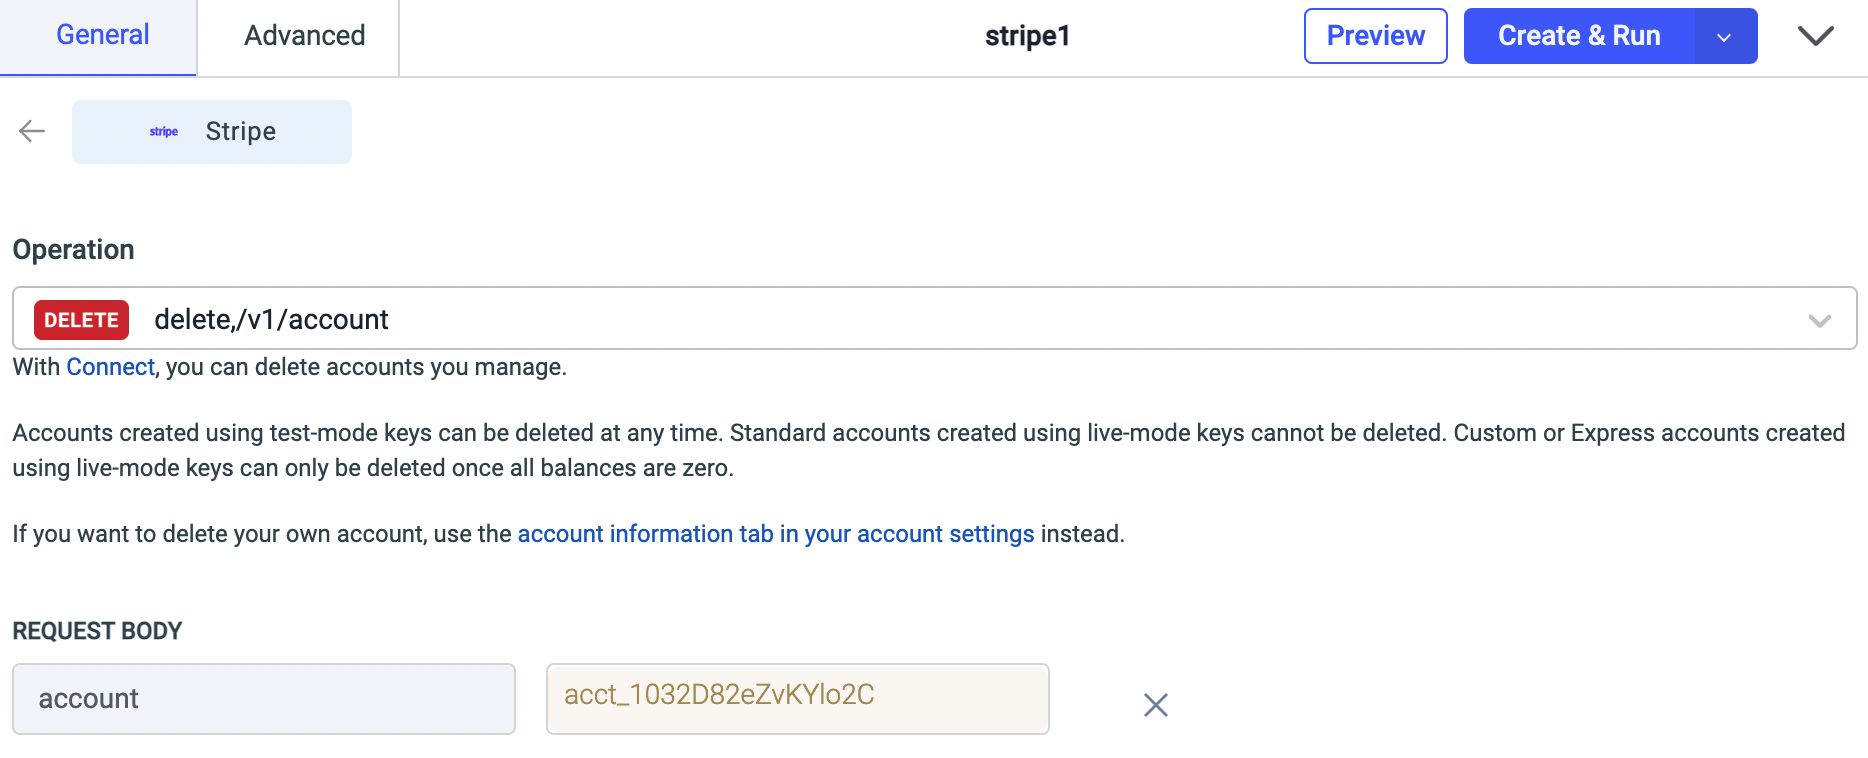 General
Advanced
stripe1
Preview
Create & Run
stripe
Stripe
Operation
DELETE
delete,/v1/account
With Connect, you can delete accounts you manage.
Accounts created using test-mode keys can be deleted at any time. Standard accounts created using live-mode keys cannot be deleted. Custom or Express accounts created
using live-mode keys can only be deleted once all balances are zero.
If you want to delete your own account, use the account information tab in your account settings instead.
REQUEST BODY
account
acct_1032D82eZvKYlo2C